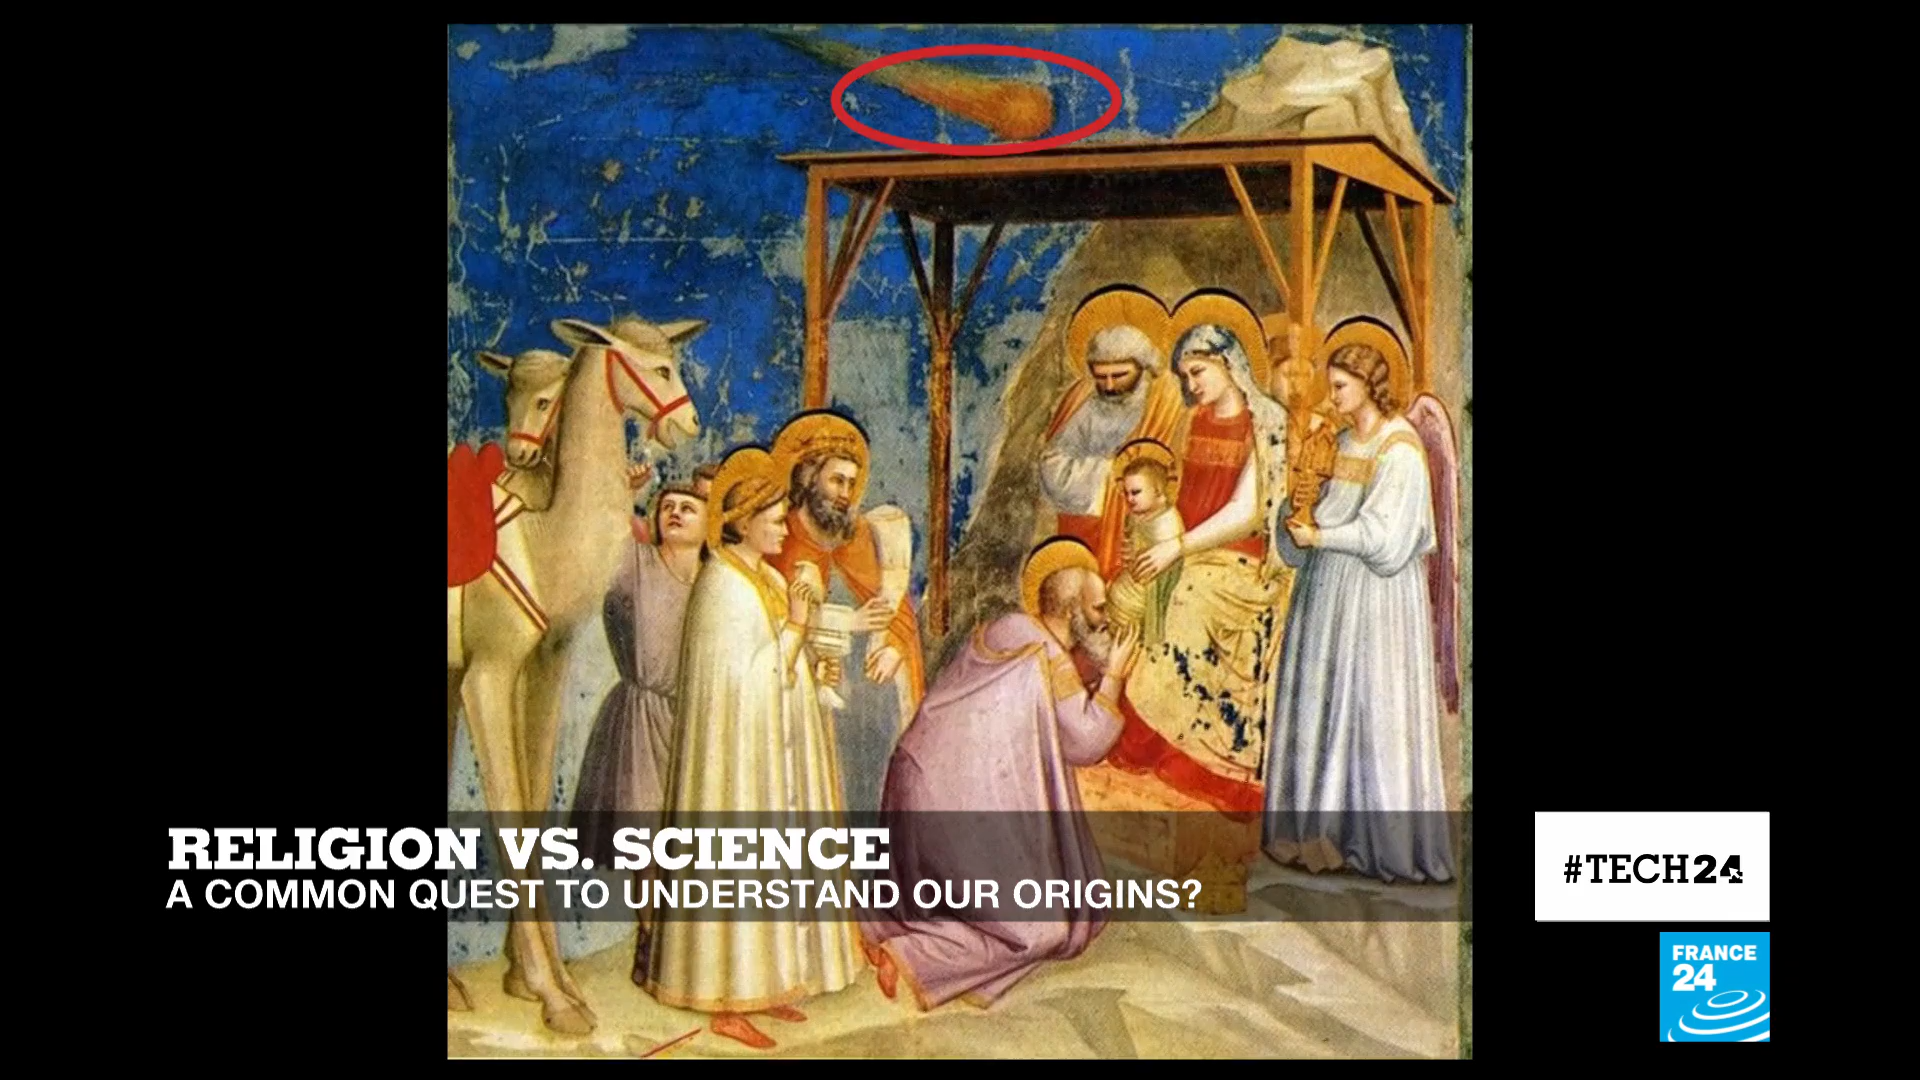 RELIGION VS. SCIENCE
A COMMON QUEST TO UNDERSTAND OUR ORIGINS?
#TECH24
FRANCE
24